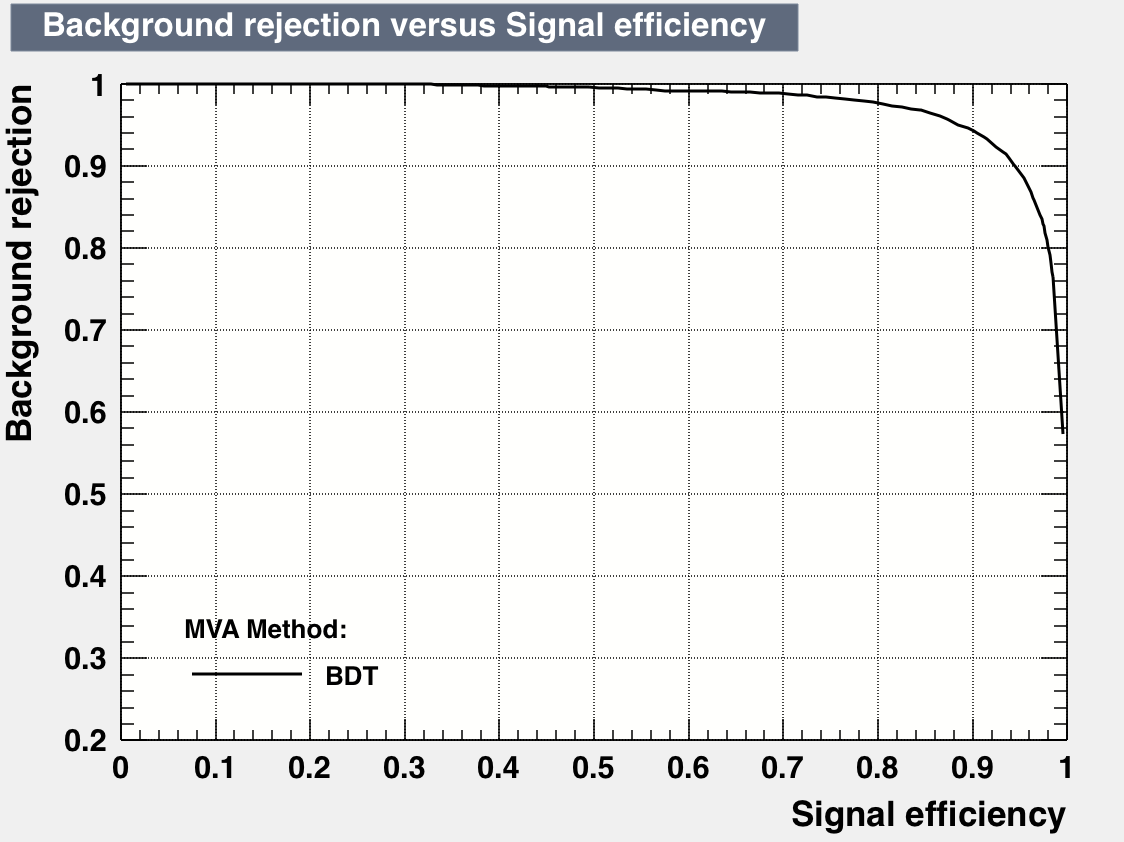 Background rejection versus Signal efficiency
Background rejection
1
0.9
0.8
0.7
0.6
0.5
0.4
0.3
0.2
MVA Method:
BDT
0 0.1 0.2 0.3 0.4 0.5 0.6 0.7 0.8 0.9 1
Signal efficiency